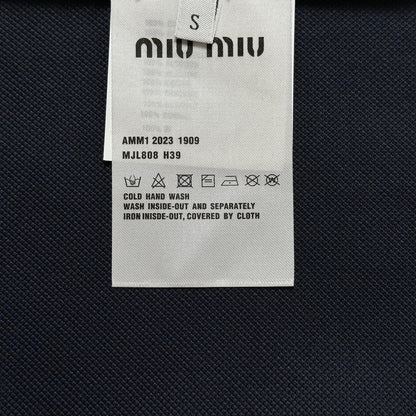 S
miu miu
AMM1 2023 1909
MJL808 H39
COLD HAND WASH
WASH INSIDE-OUT AND SEPARATELY
IRON INISDE-OUT, COVERED BY CLOTH